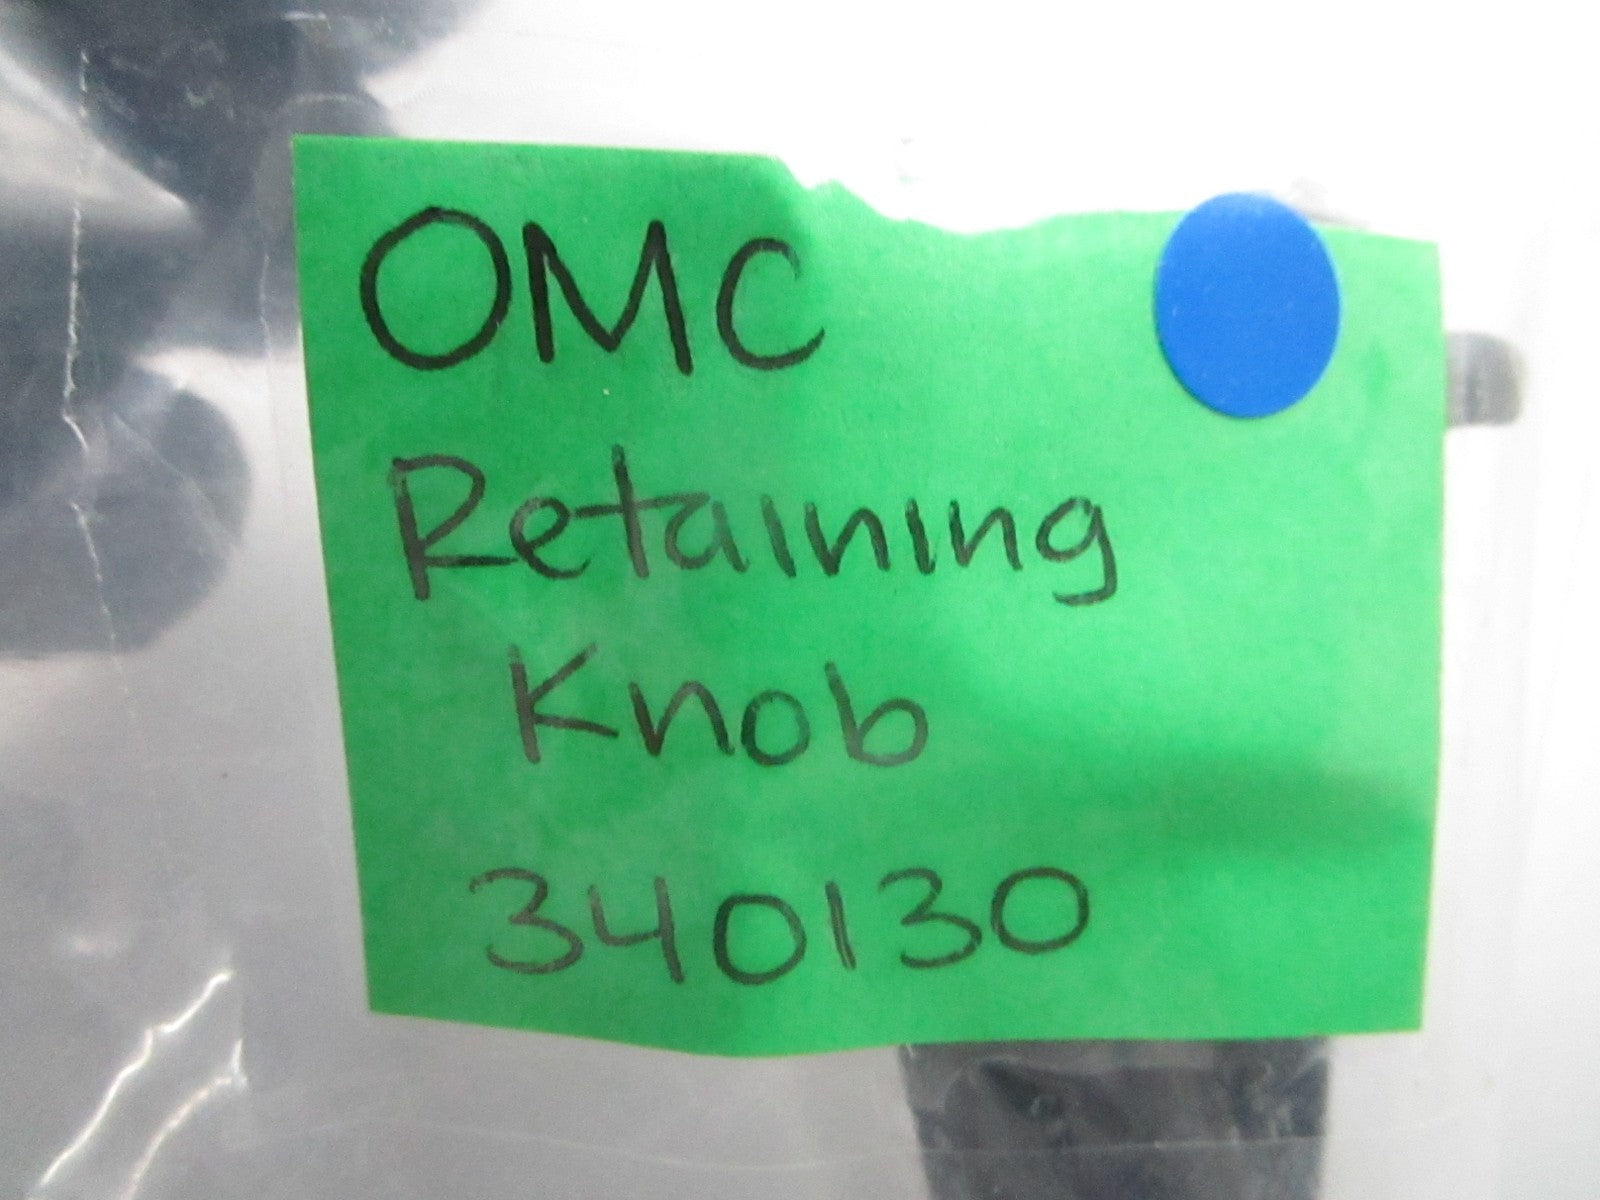 OMC
Retaining
Knob
340130